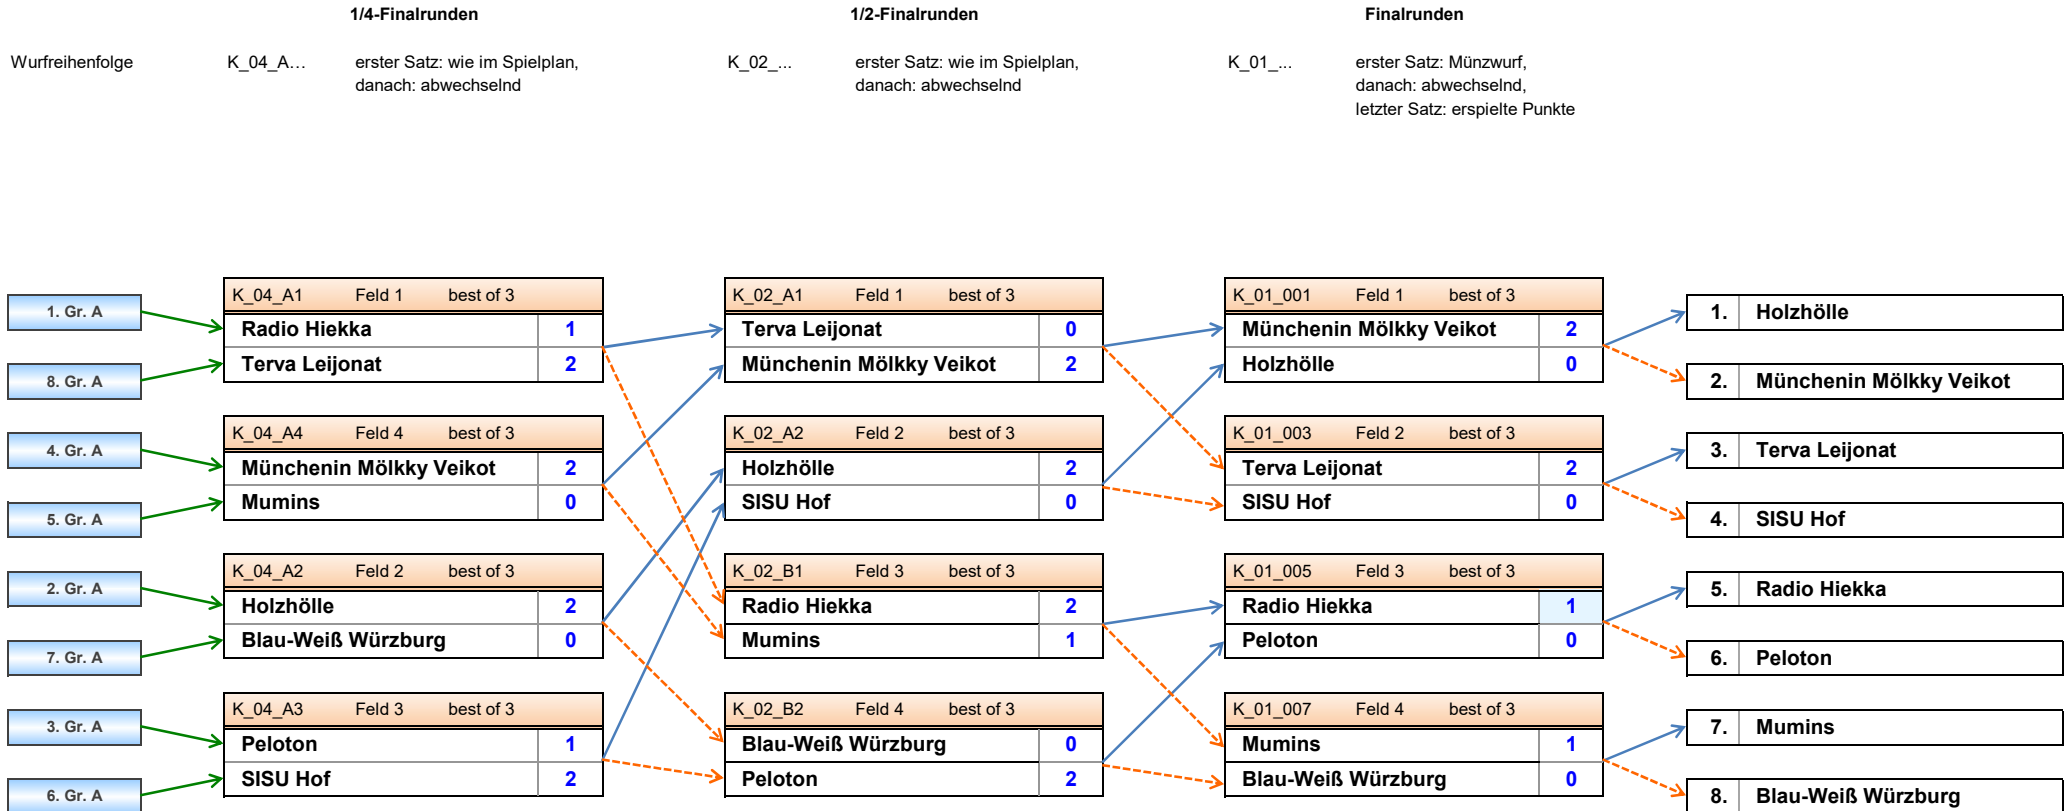 1/4-Finalrunden 1/2-Finalrunden Finalrunden
Wurfreihenfolge K_04_A… erster Satz: wie im Spielplan, K_02_... erster Satz: wie im Spielplan, K_01_... erster Satz: Münzwurf,
danach: abwechselnd danach: abwechselnd danach: abwechselnd,
letzter Satz: erspielte Punkte
K_04_A1 Feld 1 best of 3 K_02_A1 Feld 1 best of 3 K_01_001 Feld 1 best of 3
1. Gr. A Radio Hiekka 1 Terva Leijonat 0 Münchenin Mölkky Veikot 2 1. Holzhölle
8. Gr. A Terva Leijonat 2 Münchenin Mölkky Veikot 2 Holzhölle 0 2. Münchenin Mölkky Veikot
K_04_A4 Feld 4 best of 3 K_02_A2 Feld 2 best of 3 K_01_003 Feld 2 best of 3
4. Gr. A Münchenin Mölkky Veikot 2 Holzhölle 2 Terva Leijonat 2 3. Terva Leijonat
5. Gr. A Mumins 0 SISU Hof 0 SISU Hof 0 4. SISU Hof
K_04_A2 Feld 2 best of 3 K_02_B1 Feld 3 best of 3 K_01_005 Feld 3 best of 3
2. Gr. A Holzhölle 2 Radio Hiekka 2 Radio Hiekka 1 5. Radio Hiekka
7. Gr. A Blau-Weiß Würzburg 0 Mumins 1 Peloton 0 6. Peloton
K_04_A3 Feld 3 best of 3 K_02_B2 Feld 4 best of 3 K_01_007 Feld 4 best of 3
3. Gr. A Peloton 1 Blau-Weiß Würzburg 0 Mumins 1 7. Mumins
6. Gr. A SISU Hof 2 Peloton 2 Blau-Weiß Würzburg 0 8. Blau-Weiß Würzburg